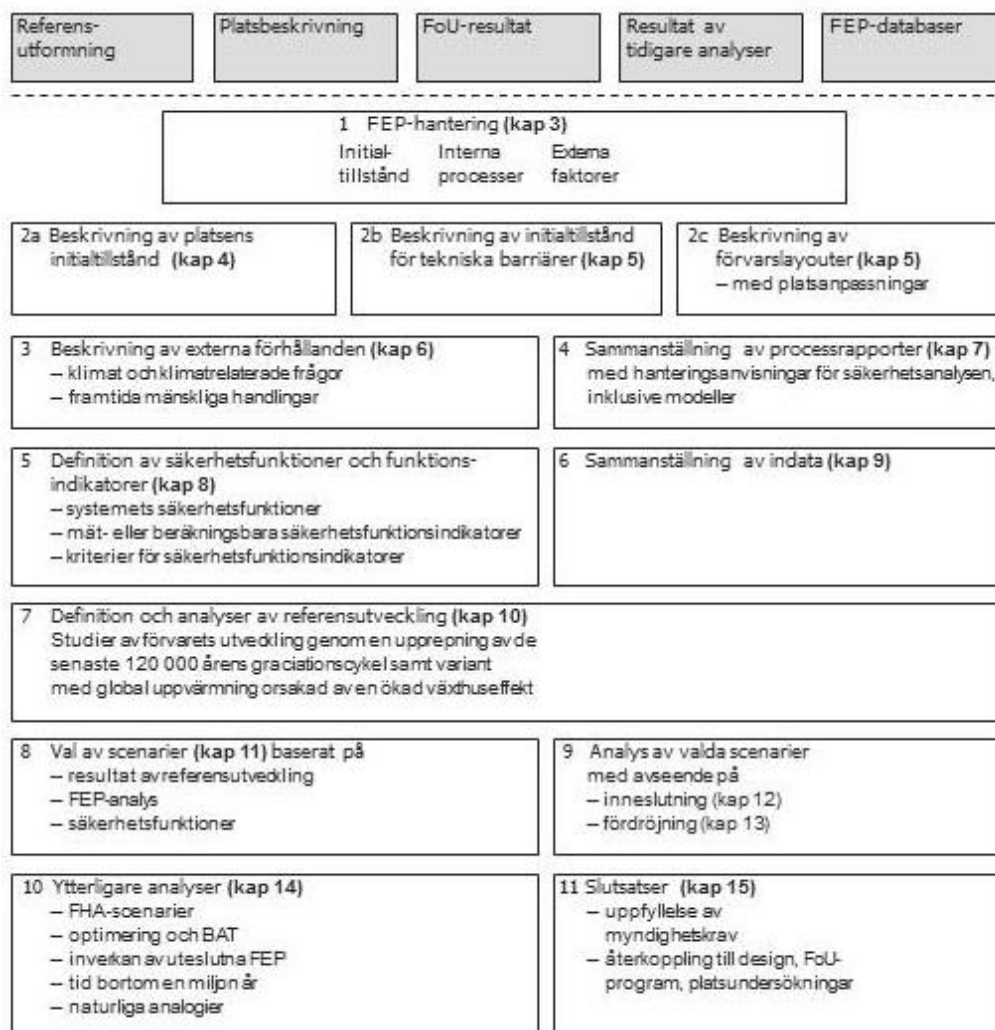 Referens-
utformning
Platsbeskrivning
FoU-resultat
Resultat av
tidigare analyser
FEP-databaser
1 FEP-hantering (kap 3)
Initial-
tillstånd
Interna
processer
Externa
faktorer
2a Beskrivning av platsens
initialtillstånd (kap 4)
2b Beskrivning av initialtillstånd
för tekniska barriärer (kap 5)
2c Beskrivning av
förvarslayouter (kap 5)
– med platsanpassningar
3 Beskrivning av externa förhållanden (kap 6)
– klimat och klimatrelaterade frågor
– framtida mänskliga handlingar
4 Sammanställning av processrapporter (kap 7)
med hanteringsanvisningar för säkerhetsanalysen,
inklusive modeller
5 Definition av säkerhetsfunktioner och funktions-
indikatorer (kap 8)
– systemets säkerhetsfunktioner
– mät- eller beräkningsbara säkerhetsfunktionsindikatorer
– kriterier för säkerhetsfunktionsindikatorer
6 Sammanställning av indata (kap 9)
7 Definition och analyser av referensutveckling (kap 10)
Studier av förvarets utveckling genom en upprepning av de
senaste 120 000 årens graciationscykel samt variant
med global uppvärmning orsakad av en ökad växthuseffekt
8 Val av scenarier (kap 11) baserat på
– resultat av referensutveckling
– FEP-analys
– säkerhetsfunktioner
9 Analys av valda scenarier
med avseende på
– inneslutning (kap 12)
– fördröjning (kap 13)
10 Ytterligare analyser (kap 14)
– FHA-scenarier
– optimering och BAT
– inverkan av uteslutna FEP
– tid bortom en miljon år
– naturliga analogier
11 Slutsatser (kap 15)
– uppfyllelse av
myndighetskrav
– återkoppling till design, FoU-
program, platsundersökningar